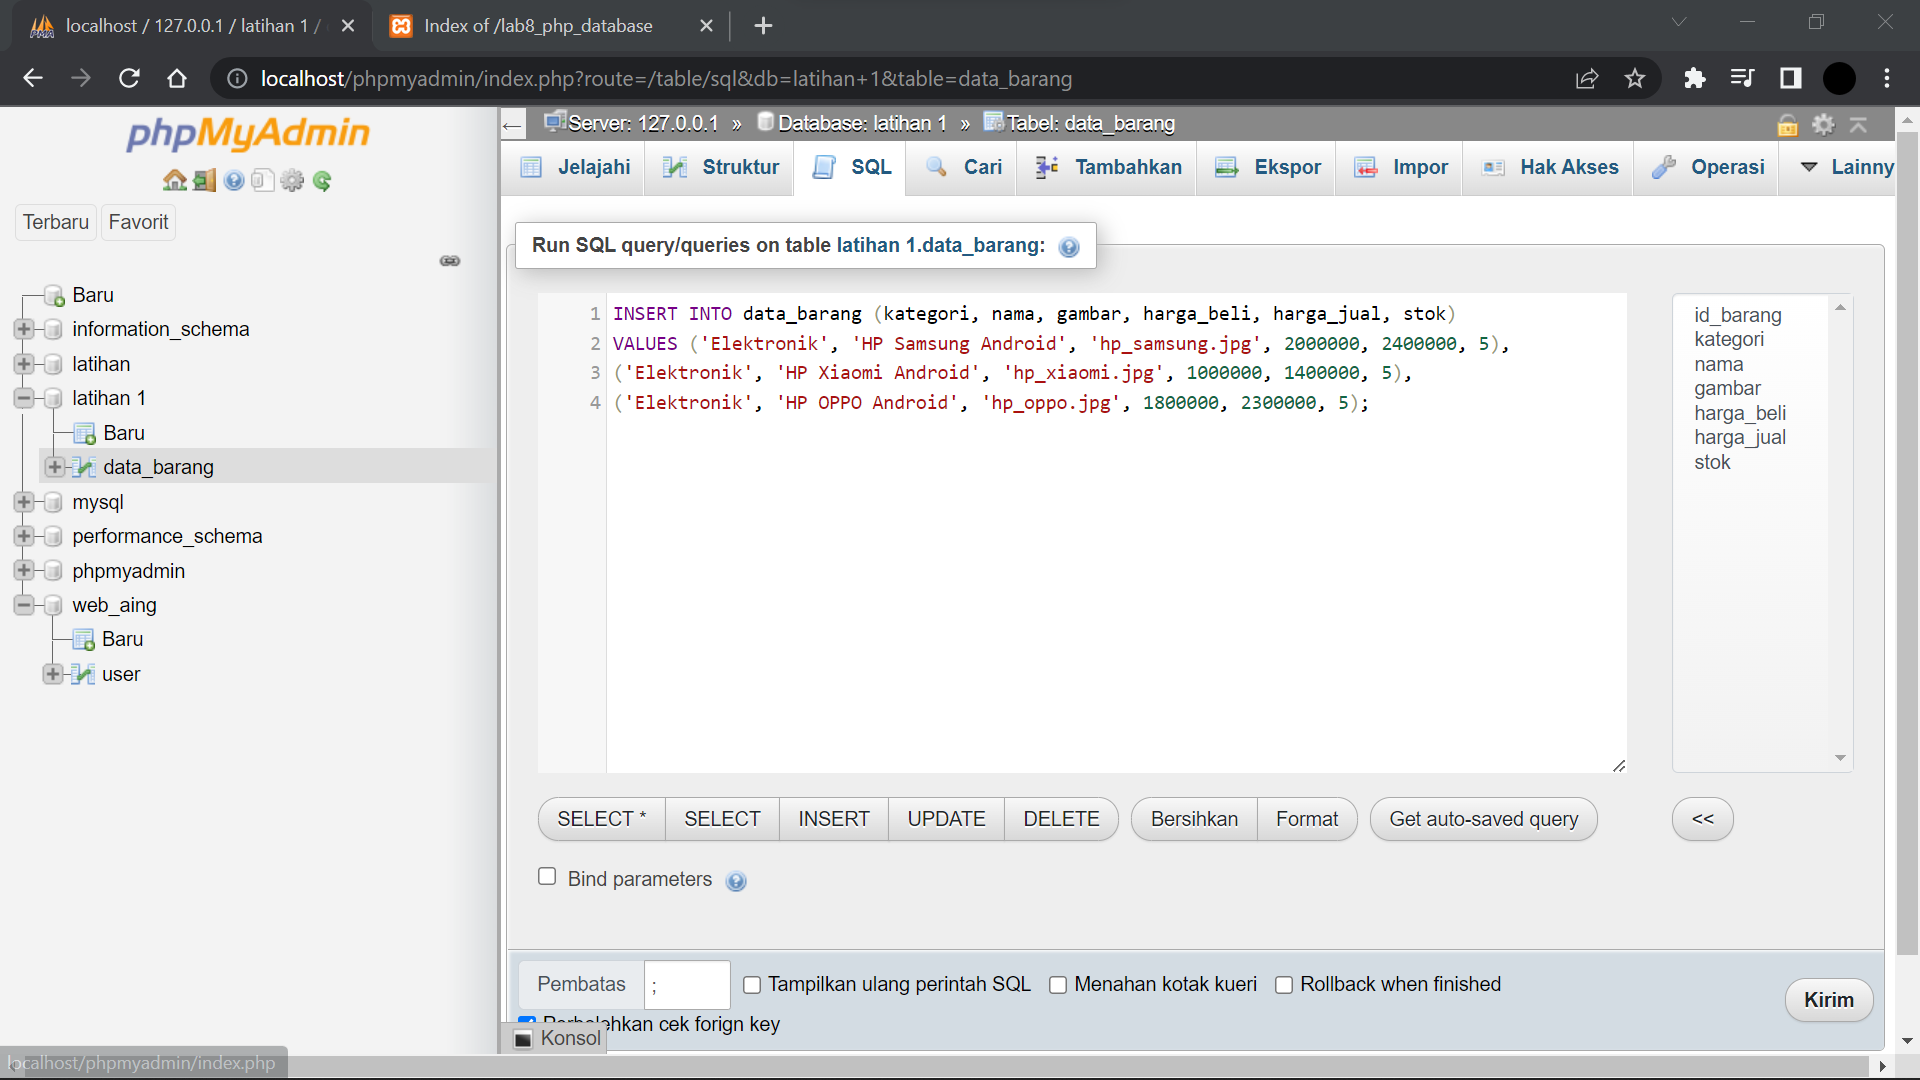 localhost / 127.0.0.1 / latihan 1 /
Index of /lab8_php_database
localhost/phpmyadmin/index.php?route=/table/sql&db=latihan+1&table=data_barang
phpMyAdmin
Terbaru
Favorit
Baru
information_schema
latihan
latihan 1
Baru
data_barang
mysql
performance_schema
phpmyadmin
web_aing
Baru
user
localhost/phpmyadmin/index.php
Server: 127.0.0.1 » Database: latihan 1 » Tabel: data_barang
Jelajahi Struktur SQL Cari Tambahkan Ekspor Impor Hak Akses Operasi Lainny
Run SQL query/queries on table latihan 1.data_barang:
1 INSERT INTO data_barang (kategori, nama, gambar, harga_beli, harga_jual, stok)
2 VALUES ('Elektronik', 'HP Samsung Android', 'hp_samsung.jpg', 2000000, 2400000, 5),
3 ('Elektronik', 'HP Xiaomi Android', 'hp_xiaomi.jpg', 1000000, 1400000, 5),
4 ('Elektronik', 'HP OPPO Android', 'hp_oppo.jpg', 1800000, 2300000, 5);
id_barang
kategori
nama
gambar
harga_beli
harga_jual
stok
SELECT * SELECT INSERT UPDATE DELETE Bersihkan Format Get auto-saved query <<
Bind parameters
Pembatas ; Tampilkan ulang perintah SQL Menahan kotak kueri Rollback when finished
Kirim
cek forign key
Konsol